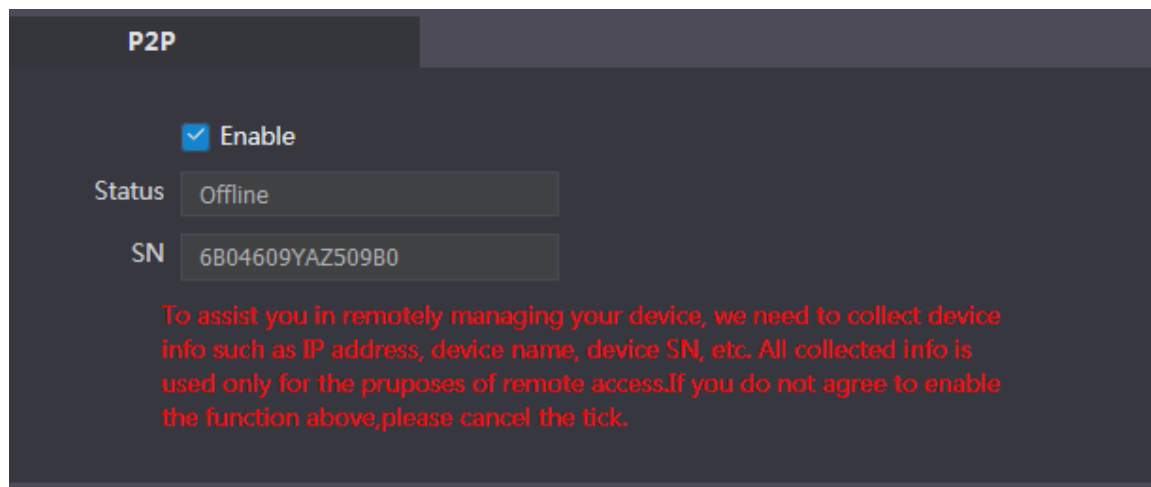 P2P
Enable
Status Offline
SN 6B04609YAZ509B0
To assist you in remotely managing your device, we need to collect device
info such as IP address, device name, device SN, etc. All collected info is
used only for the pruposes of remote access.If you do not agree to enable
the function above,please cancel the tick.